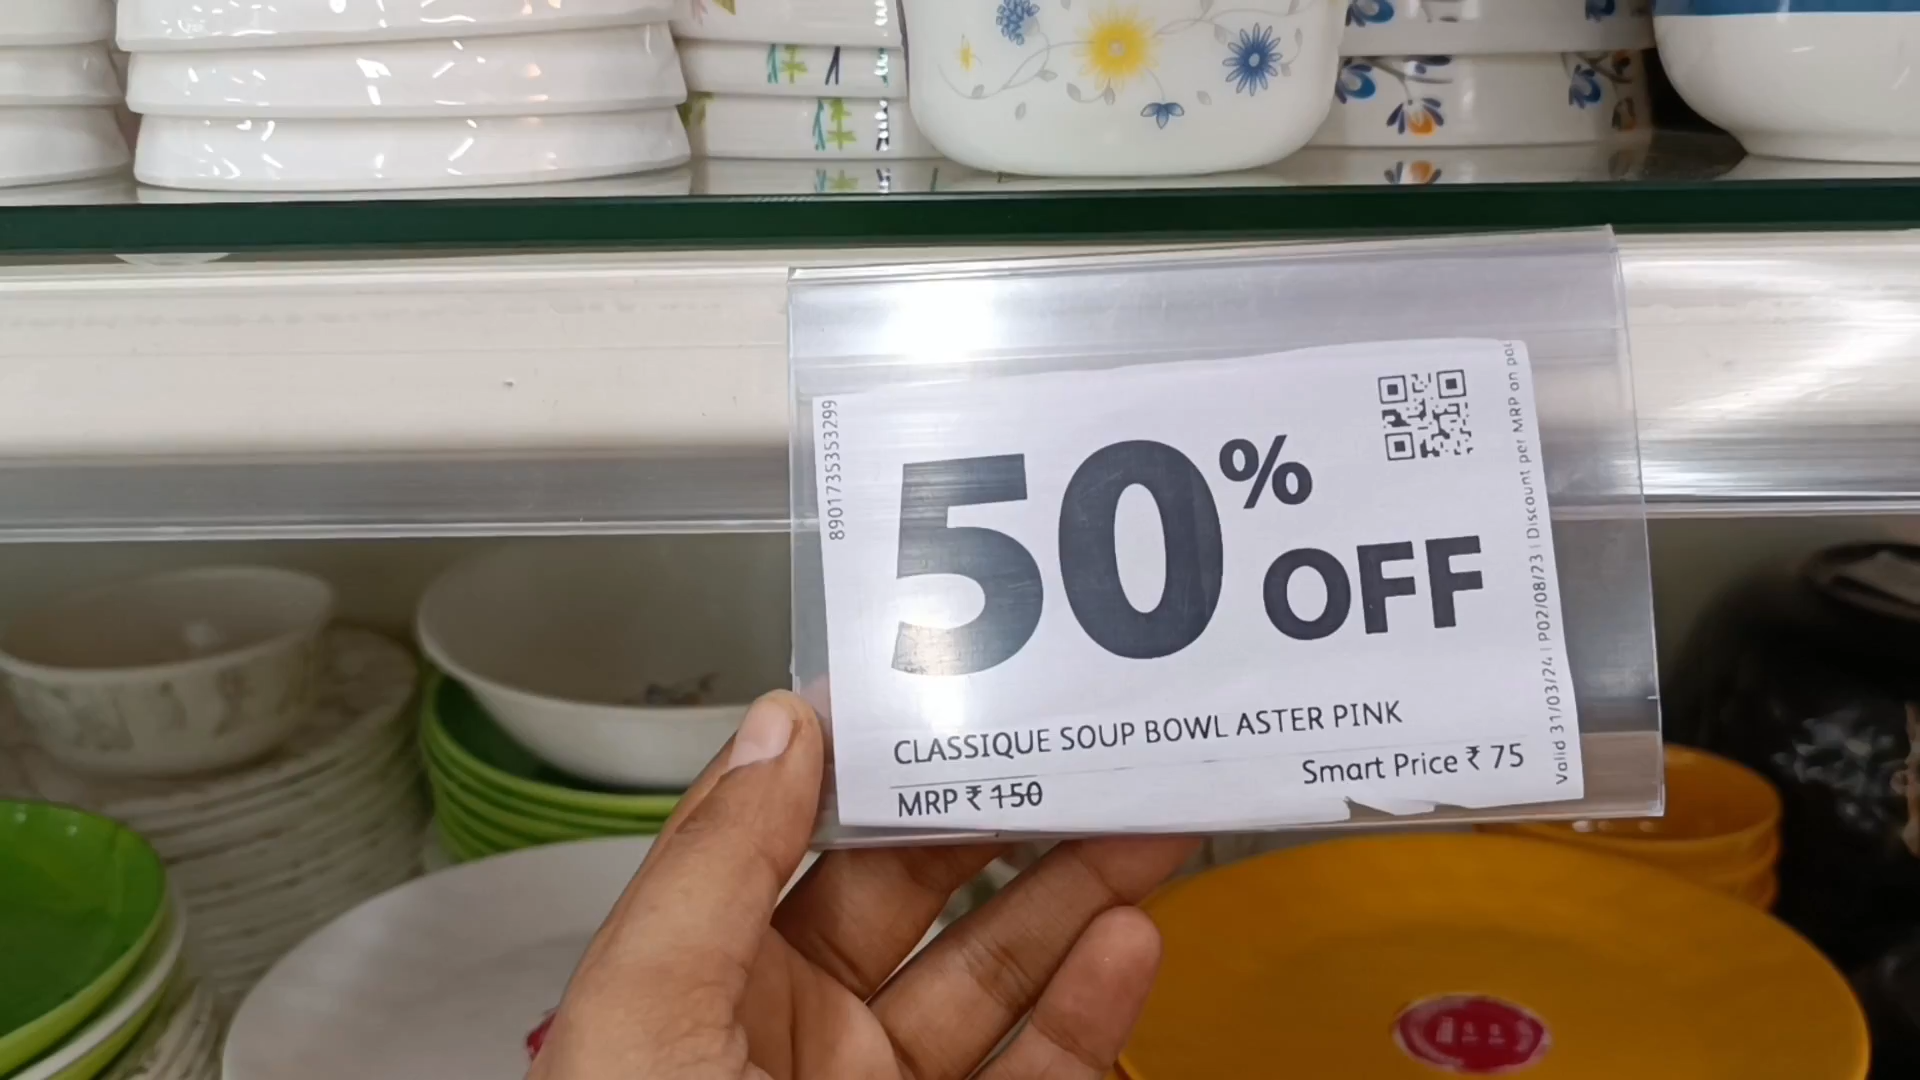 8901735353299
50%
OFF
CLASSIQUE SOUP BOWL ASTER PINK
MRP ₹ 150
Smart Price ₹ 75
Valid 31/03/24 | P02/08/23 | Discount per MRP on